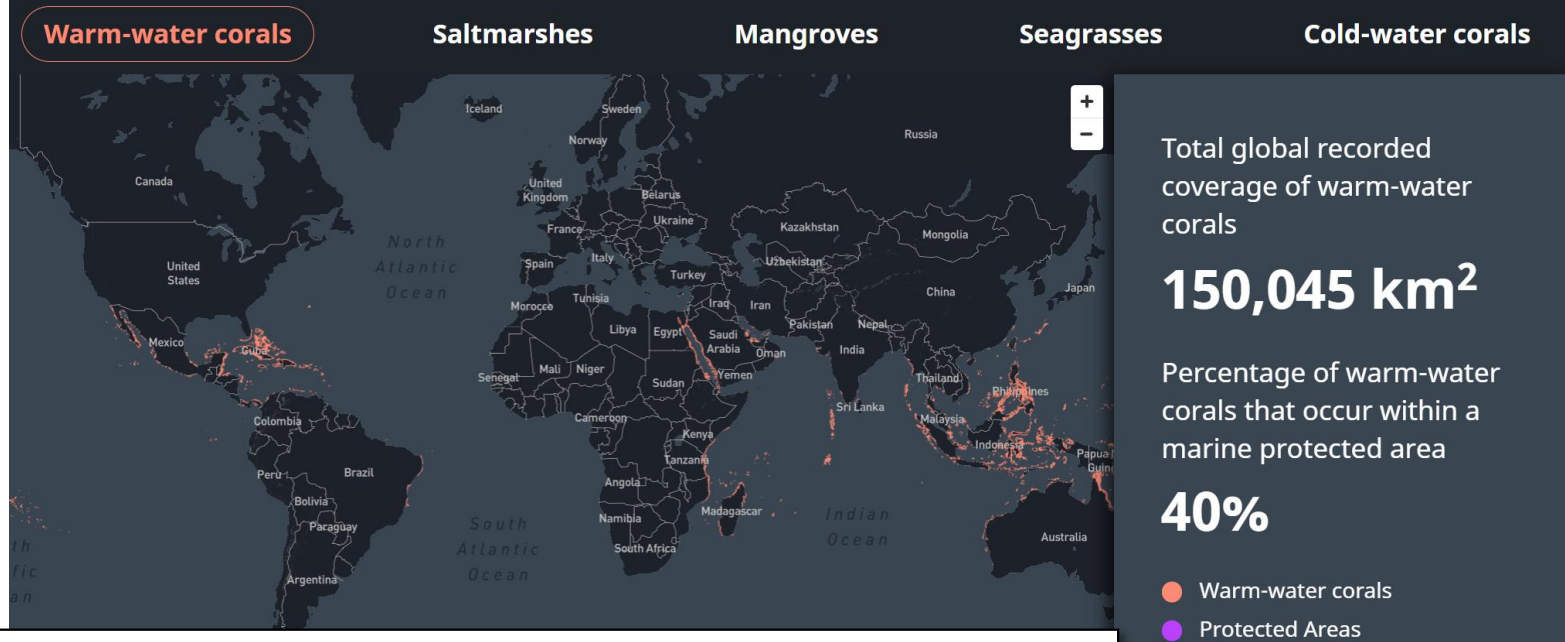 Warm-water corals
Saltmarshes
Mangroves
Seagrasses
Cold-water corals
Iceland
Sweden
Norway
Russia
Canada
United
Kingdom
Belarus
Ukraine
France
Kazakhstan
Mongolia
North
Atlantic
Ocean
United
States
Spain
Italy
Turkey
Uzbekistan
China
Japan
Morocco
Tunisia
Iraq
Iran
Pakistan
Nepal
Mexico
Cuba
Libya
Egypt
Saudi
Arabia
Oman
India
Senegal
Mali
Niger
Sudan
Yemen
Thailand
Philippines
Sri Lanka
Colombia
Cameroon
Kenya
Malaysia
Indonesia
Papua
Guin
Peru
Brazil
Tanzania
Angola
Bolivia
Paraguay
Namibia
Madagascar
South
Atlantic
Ocean
Indian
Ocean
South Africa
Australia
Argentina
th
fic
an
+
−
Total global recorded
coverage of warm-water
corals
150,045 km²
Percentage of warm-water
corals that occur within a
marine protected area
40%
Warm-water corals
Protected Areas